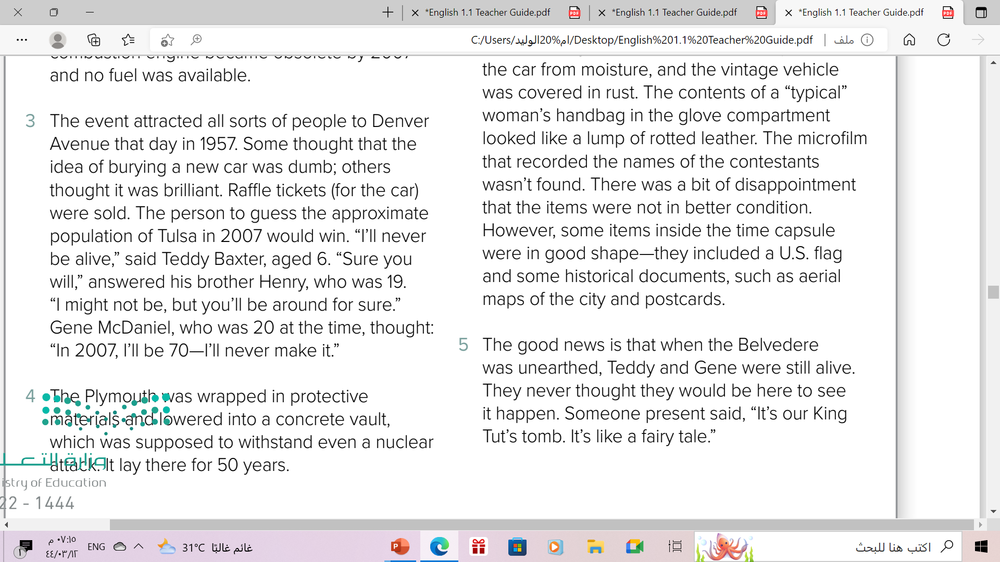 *English 1.1 Teacher Guide.pdf
*English 1.1 Teacher Guide.pdf
*English 1.1 Teacher Guide.pdf
C:/Users/ام%20الوليد/Desktop/English%201.1%20Teacher%20Guide.pdf
ملف
combustion engine became obsolete by 2007
and no fuel was available.
3 The event attracted all sorts of people to Denver
Avenue that day in 1957. Some thought that the
idea of burying a new car was dumb; others
thought it was brilliant. Raffle tickets (for the car)
were sold. The person to guess the approximate
population of Tulsa in 2007 would win. “I’ll never
be alive,” said Teddy Baxter, aged 6. “Sure you
will,” answered his brother Henry, who was 19.
“I might not be, but you’ll be around for sure.”
Gene McDaniel, who was 20 at the time, thought:
“In 2007, I’ll be 70—I’ll never make it.”
4 The Plymouth was wrapped in protective
materials and lowered into a concrete vault,
which was supposed to withstand even a nuclear
attack. It lay there for 50 years.
the car from moisture, and the vintage vehicle
was covered in rust. The contents of a “typical”
woman’s handbag in the glove compartment
looked like a lump of rotted leather. The microfilm
that recorded the names of the contestants
wasn’t found. There was a bit of disappointment
that the items were not in better condition.
However, some items inside the time capsule
were in good shape—they included a U.S. flag
and some historical documents, such as aerial
maps of the city and postcards.
5 The good news is that when the Belvedere
was unearthed, Teddy and Gene were still alive.
They never thought they would be here to see
it happen. Someone present said, “It’s our King
Tut’s tomb. It’s like a fairy tale.”
وزارة التعـلـ
istry of Education
22 - 1444
٠٧:١٥ م
٤٤/٠٣/١٢
ENG
31°C غائم غالبًا
اكتب هنا للبحث